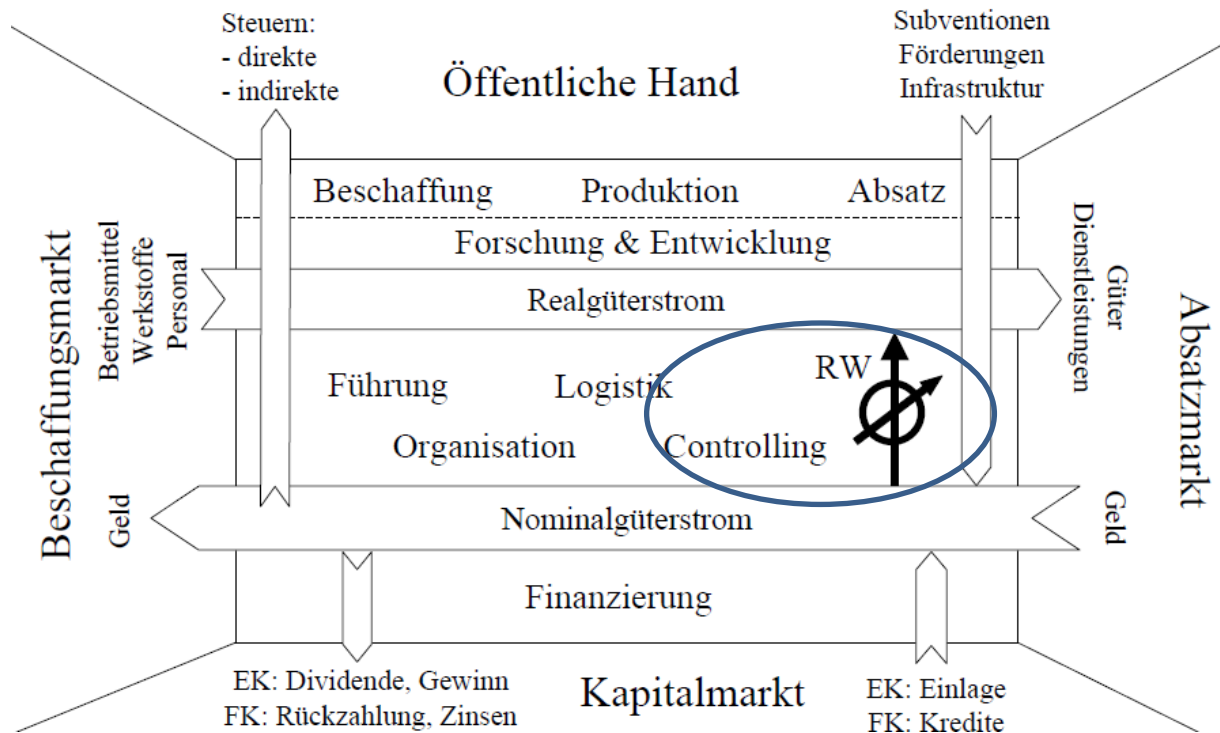 Steuern:
- direkte
- indirekte
Öffentliche Hand
Subventionen
Förderungen
Infrastruktur
Beschaffung Produktion Absatz
Forschung & Entwicklung
Realgüterstrom
Beschaffungsmarkt
Betriebsmittel
Werkstoffe
Personal
Güter
Dienstleistungen
Absatzmarkt
Führung Logistik RW
Organisation Controlling
Geld
Nominalgüterstrom
Geld
Finanzierung
EK: Dividende, Gewinn
FK: Rückzahlung, Zinsen
Kapitalmarkt
EK: Einlage
FK: Kredite